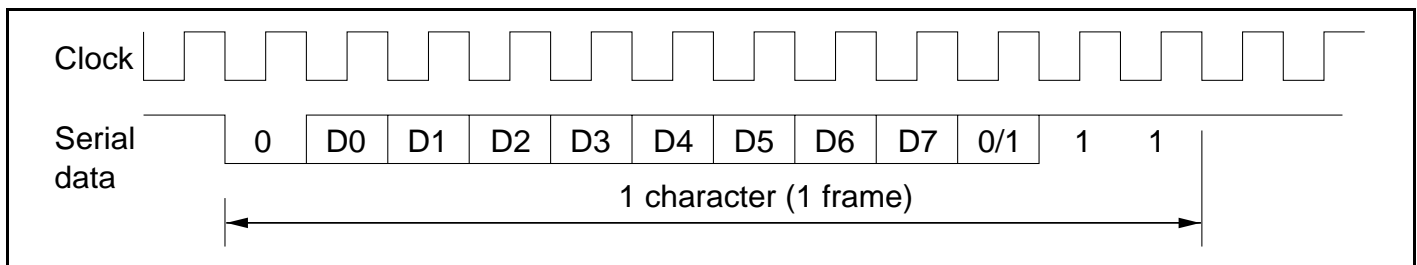 Clock
Serial 0 D0 D1 D2 D3 D4 D5 D6 D7 0/1 1 1
data
1 character (1 frame)